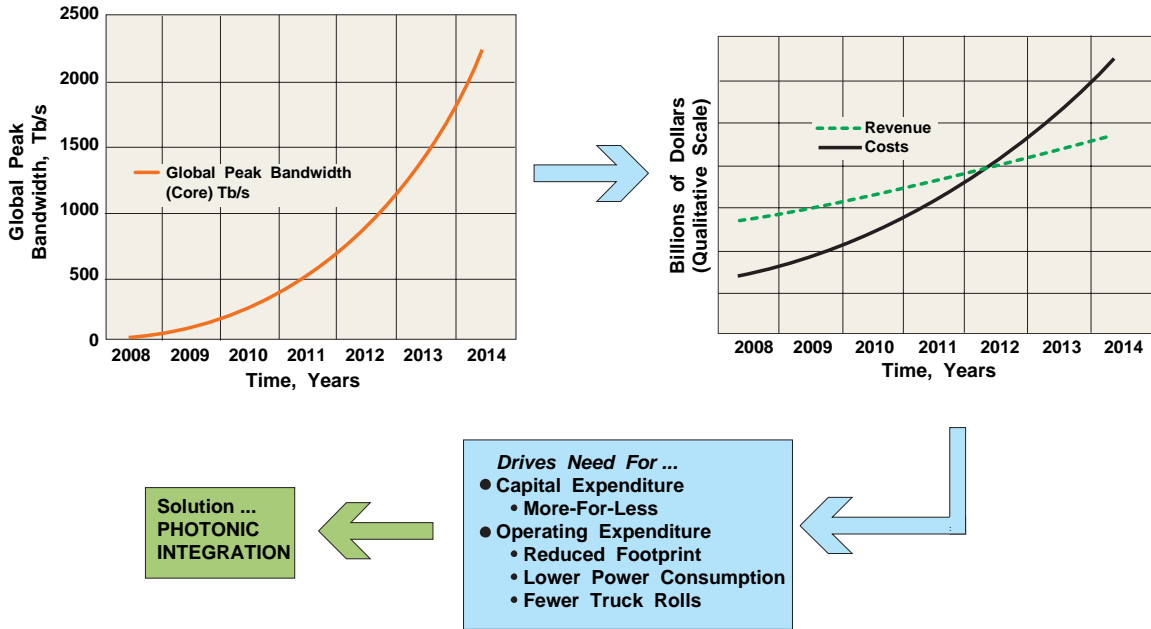 2500
2000
1500
1000
500
0
Global Peak
Bandwidth, Tb/s
Global Peak Bandwidth
(Core) Tb/s
2008 2009 2010 2011 2012 2013 2014
Time, Years
Billions of Dollars
(Qualitative Scale)
Revenue
Costs
2008 2009 2010 2011 2012 2013 2014
Time, Years
Drives Need For ...
● Capital Expenditure
• More-For-Less
● Operating Expenditure
• Reduced Footprint
• Lower Power Consumption
• Fewer Truck Rolls
Solution ...
PHOTONIC
INTEGRATION